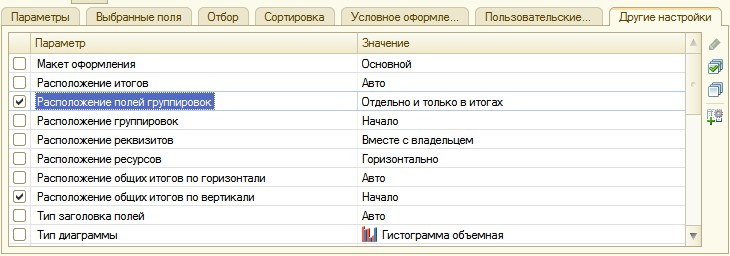 Параметры Выбранные поля Отбор Сортировка Условное оформле... Пользовательские... Другие настройки
Параметр Значение
Макет оформления Основной
Расположение итогов Авто
Расположение полей группировок Отдельно и только в итогах
Расположение группировок Начало
Расположение реквизитов Вместе с владельцем
Расположение ресурсов Горизонтально
Расположение общих итогов по горизонтали Авто
Расположение общих итогов по вертикали Начало
Тип заголовка полей Авто
Тип диаграммы Гистограмма объемная